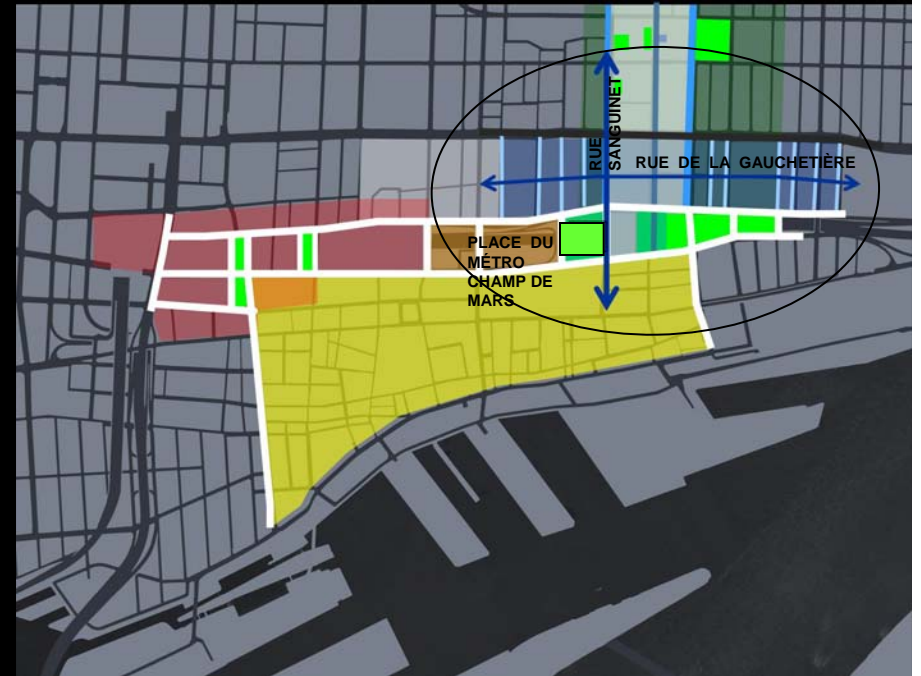 RUE
SANGUINET
RUE DE LA GAUCHETIÈRE
PLACE DU
MÉTRO
CHAMP DE
MARS